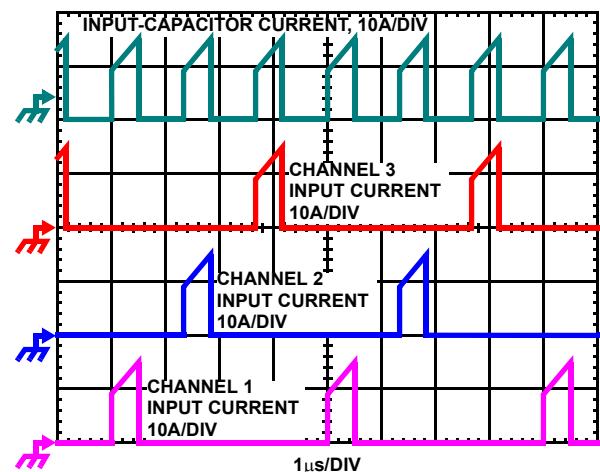 INPUT-CAPACITOR CURRENT, 10A/DIV
CHANNEL 3
INPUT CURRENT
10A/DIV
CHANNEL 2
INPUT CURRENT
10A/DIV
CHANNEL 1
INPUT CURRENT
10A/DIV
1μs/DIV